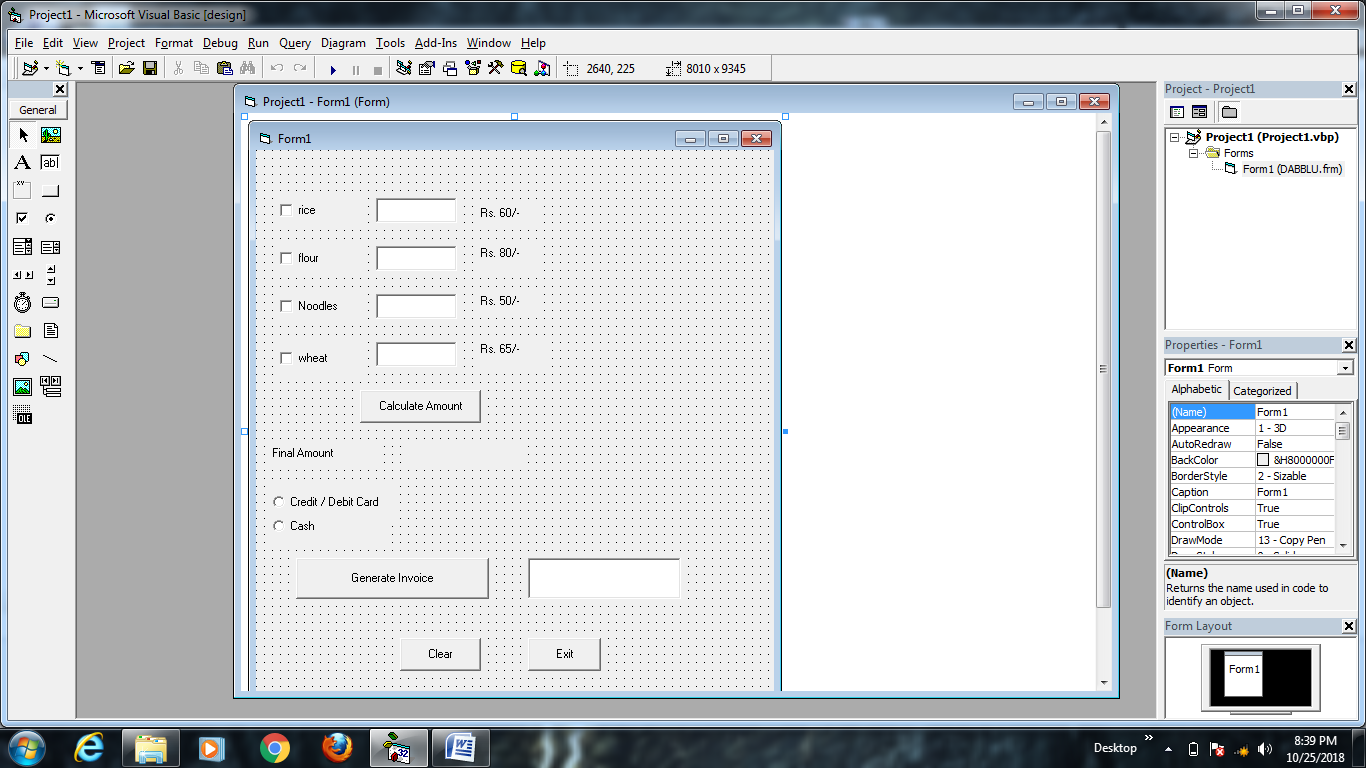 Project1 - Microsoft Visual Basic [design]
File Edit View Project Format Debug Run Query Diagram Tools Add-Ins Window Help
2640, 225 8010 x 9345
General
A ab|
XY
OLE
Project1 - Form1 (Form)
Form1
rice Rs. 60/-
flour Rs. 80/-
Noodles Rs. 50/-
wheat Rs. 65/-
Calculate Amount
Final Amount
Credit / Debit Card
Cash
Generate Invoice
Clear Exit
Project - Project1
Project1 (Project1.vbp)
Forms
Form1 (DABBLU.frm)
Properties - Form1
Form1 Form
Alphabetic Categorized
(Name) Form1
Appearance 1 - 3D
AutoRedraw False
BackColor &H8000000F
BorderStyle 2 - Sizable
Caption Form1
ClipControls True
ControlBox True
DrawMode 13 - Copy Pen
(Name)
Returns the name used in code to
identify an object.
Form Layout
Form1
32
W
Desktop »
8:39 PM
10/25/2018